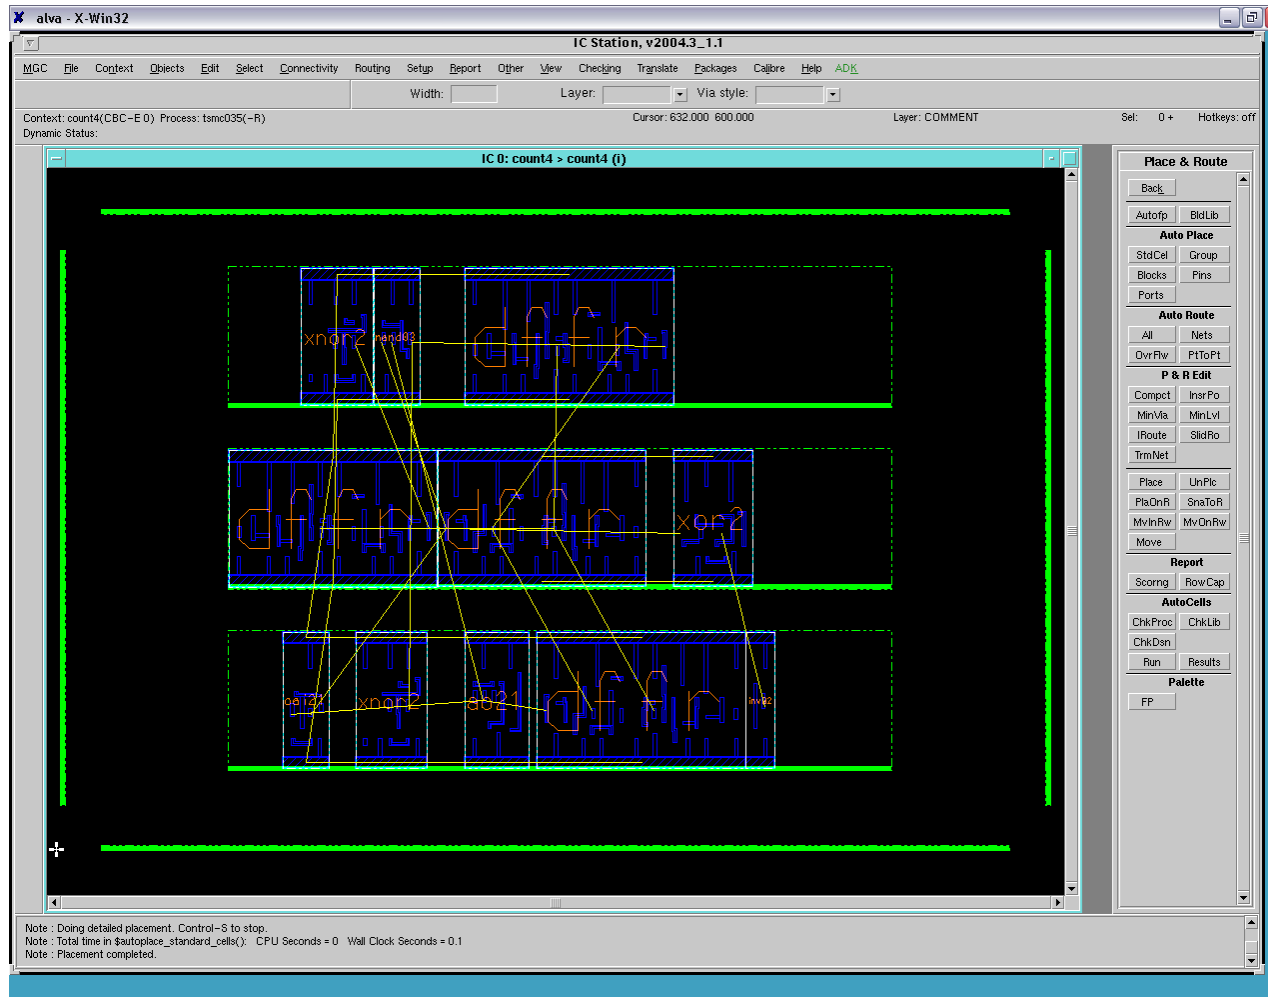 alva - X-Win32
IC Station, v2004.3_1.1
MGC File Context Objects Edit Select Connectivity Routing Setup Report Other View Checking Translate Packages Calibre Help ADK
Width: Layer: Via style:
Context: count4(CBC-E 0) Process: tsmc035(-R) Cursor: 632.000 600.000 Layer: COMMENT Sel: 0 + Hotkeys: off
Dynamic Status:
IC 0: count4 > count4 (i)
xnor2 nand03 dffr
dffr dffr xor2
oai21 xnor2 ao21 dffr inv02
Place & Route
Back
Autofp BldLib
Auto Place
StdCel Group
Blocks Pins
Ports
Auto Route
All Nets
OvrFlw PtToPt
P & R Edit
Compct InsrPo
MinVia MinLvl
IRoute SlidRo
TrmNet
Place UnPlc
PlaOnR SnaToR
MvInRw MvOnRw
Move
Report
Scorng RowCap
AutoCells
ChkProc ChkLib
ChkDsn
Run Results
Palette
FP
Note : Doing detailed placement. Control-S to stop.
Note : Total time in $autoplace_standard_cells(): CPU Seconds = 0 Wall Clock Seconds = 0.1
Note : Placement completed.